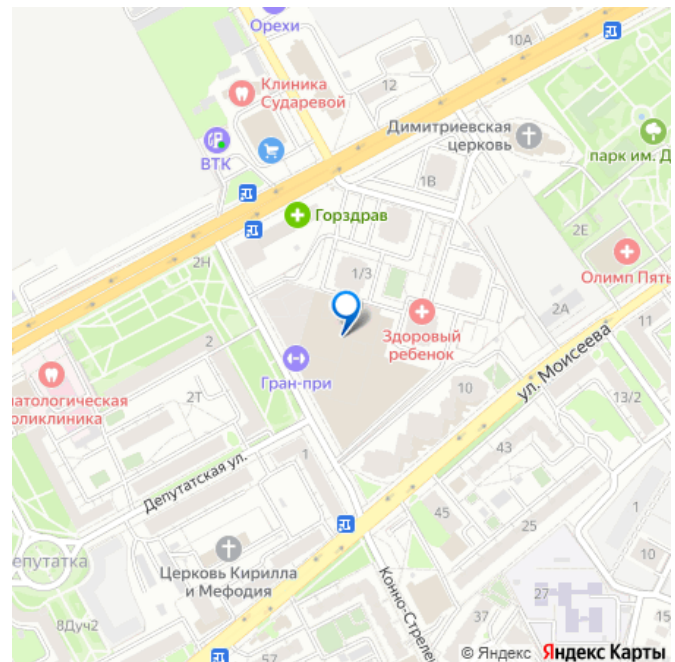 Орехи
10А
Клиника
Сударевой
12
ВТК
Димитриевская
церковь
парк им. Д
1В
Горздрав
2Е
2Н
1/3
Олимп Пять
2А
Здоровый
ребенок
ул. Моисеева
11
2
Гран-при
атологическая
оликлиника
2Т
10
13/2
Депутатская ул.
1
43
45
25
1
10
епутатка
Церковь Кирилла
и Мефодия
Конно-Стреле
27
8Дуч2
37
15
57
© Яндекс Яндекс Карты